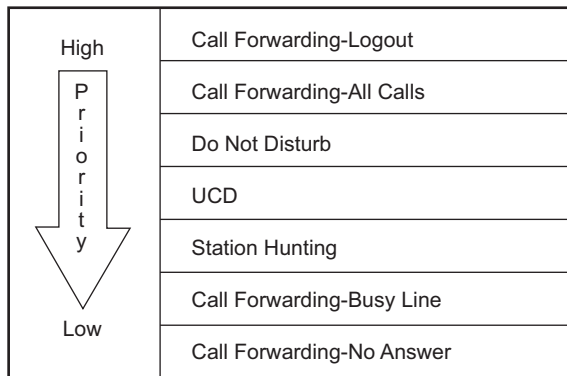 High
Priority
Low
Call Forwarding-Logout
Call Forwarding-All Calls
Do Not Disturb
UCD
Station Hunting
Call Forwarding-Busy Line
Call Forwarding-No Answer